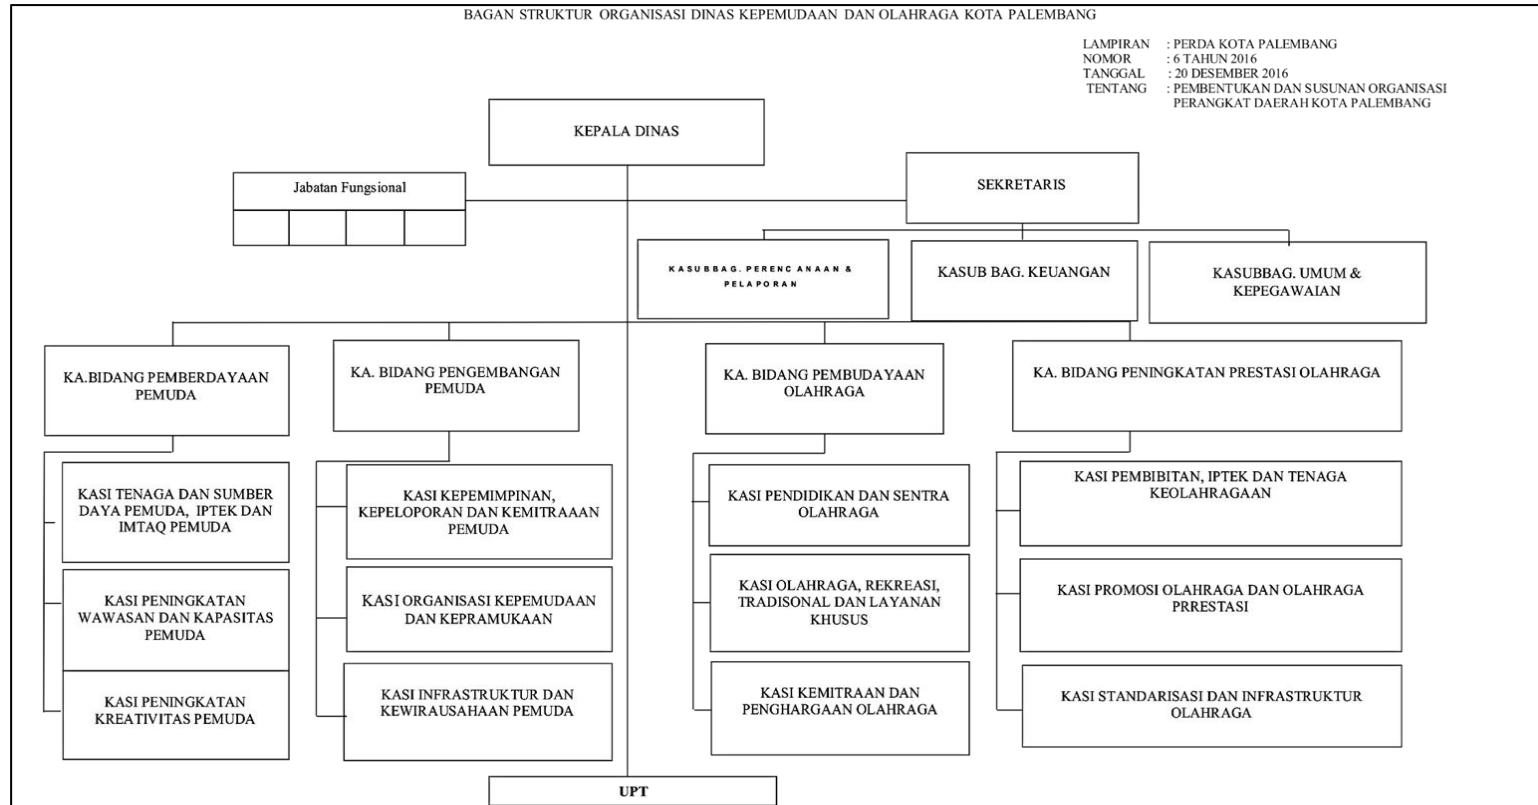 BAGAN STRUKTUR ORGANISASI DINAS KEPEMUDAAN DAN OLAHRAGA KOTA PALEMBANG
LAMPIRAN : PERDA KOTA PALEMBANG
NOMOR : 6 TAHUN 2016
TANGGAL : 20 DESEMBER 2016
TENTANG : PEMBENTUKAN DAN SUSUNAN ORGANISASI
PERANGKAT DAERAH KOTA PALEMBANG
KEPALA DINAS
Jabatan Fungsional
SEKRETARIS
KASUBBAG. PERENCANAAN &
PELAPORAN
KASUB BAG. KEUANGAN
KASUBBAG. UMUM &
KEPEGAWAIAN
KA.BIDANG PEMBERDAYAAN
PEMUDA
KA. BIDANG PENGEMBANGAN
PEMUDA
KA. BIDANG PEMBUDAYAAN
OLAHRAGA
KA. BIDANG PENINGKATAN PRESTASI OLAHRAGA
KASI TENAGA DAN SUMBER
DAYA PEMUDA, IPTEK DAN
IMTAQ PEMUDA
KASI PENINGKATAN
WAWASAN DAN KAPASITAS
PEMUDA
KASI PENINGKATAN
KREATIVITAS PEMUDA
KASI KEPEMIMPINAN,
KEPELOPORAN DAN KEMITRAAAN
PEMUDA
KASI ORGANISASI KEPEMUDAAN
DAN KEPRAMUKAAN
KASI INFRASTRUKTUR DAN
KEWIRAUSAHAAN PEMUDA
KASI PENDIDIKAN DAN SENTRA
OLAHRAGA
KASI OLAHRAGA, REKREASI,
TRADISONAL DAN LAYANAN
KHUSUS
KASI KEMITRAAN DAN
PENGHARGAAN OLAHRAGA
KASI PEMBIBITAN, IPTEK DAN TENAGA
KEOLAHRAGAAN
KASI PROMOSI OLAHRAGA DAN OLAHRAGA
PRRESTASI
KASI STANDARISASI DAN INFRASTRUKTUR
OLAHRAGA
UPT